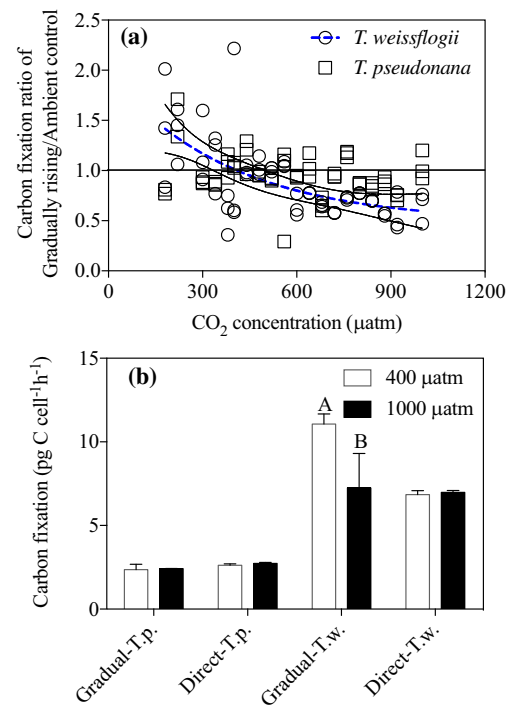 2.5
2.0
1.5
1.0
0.5
0.0
Carbon fixation ratio of
Gradually rising/Ambient control
(a)
T. weissflogii
T. pseudonana
0
300
600
900
1200
CO2 concentration (µatm)
15
10
5
0
Carbon fixation (pg C cell-1h-1)
(b)
400 µatm
1000 µatm
A
B
Gradual-T.p.
Direct-T.p.
Gradual-T.w.
Direct-T.w.